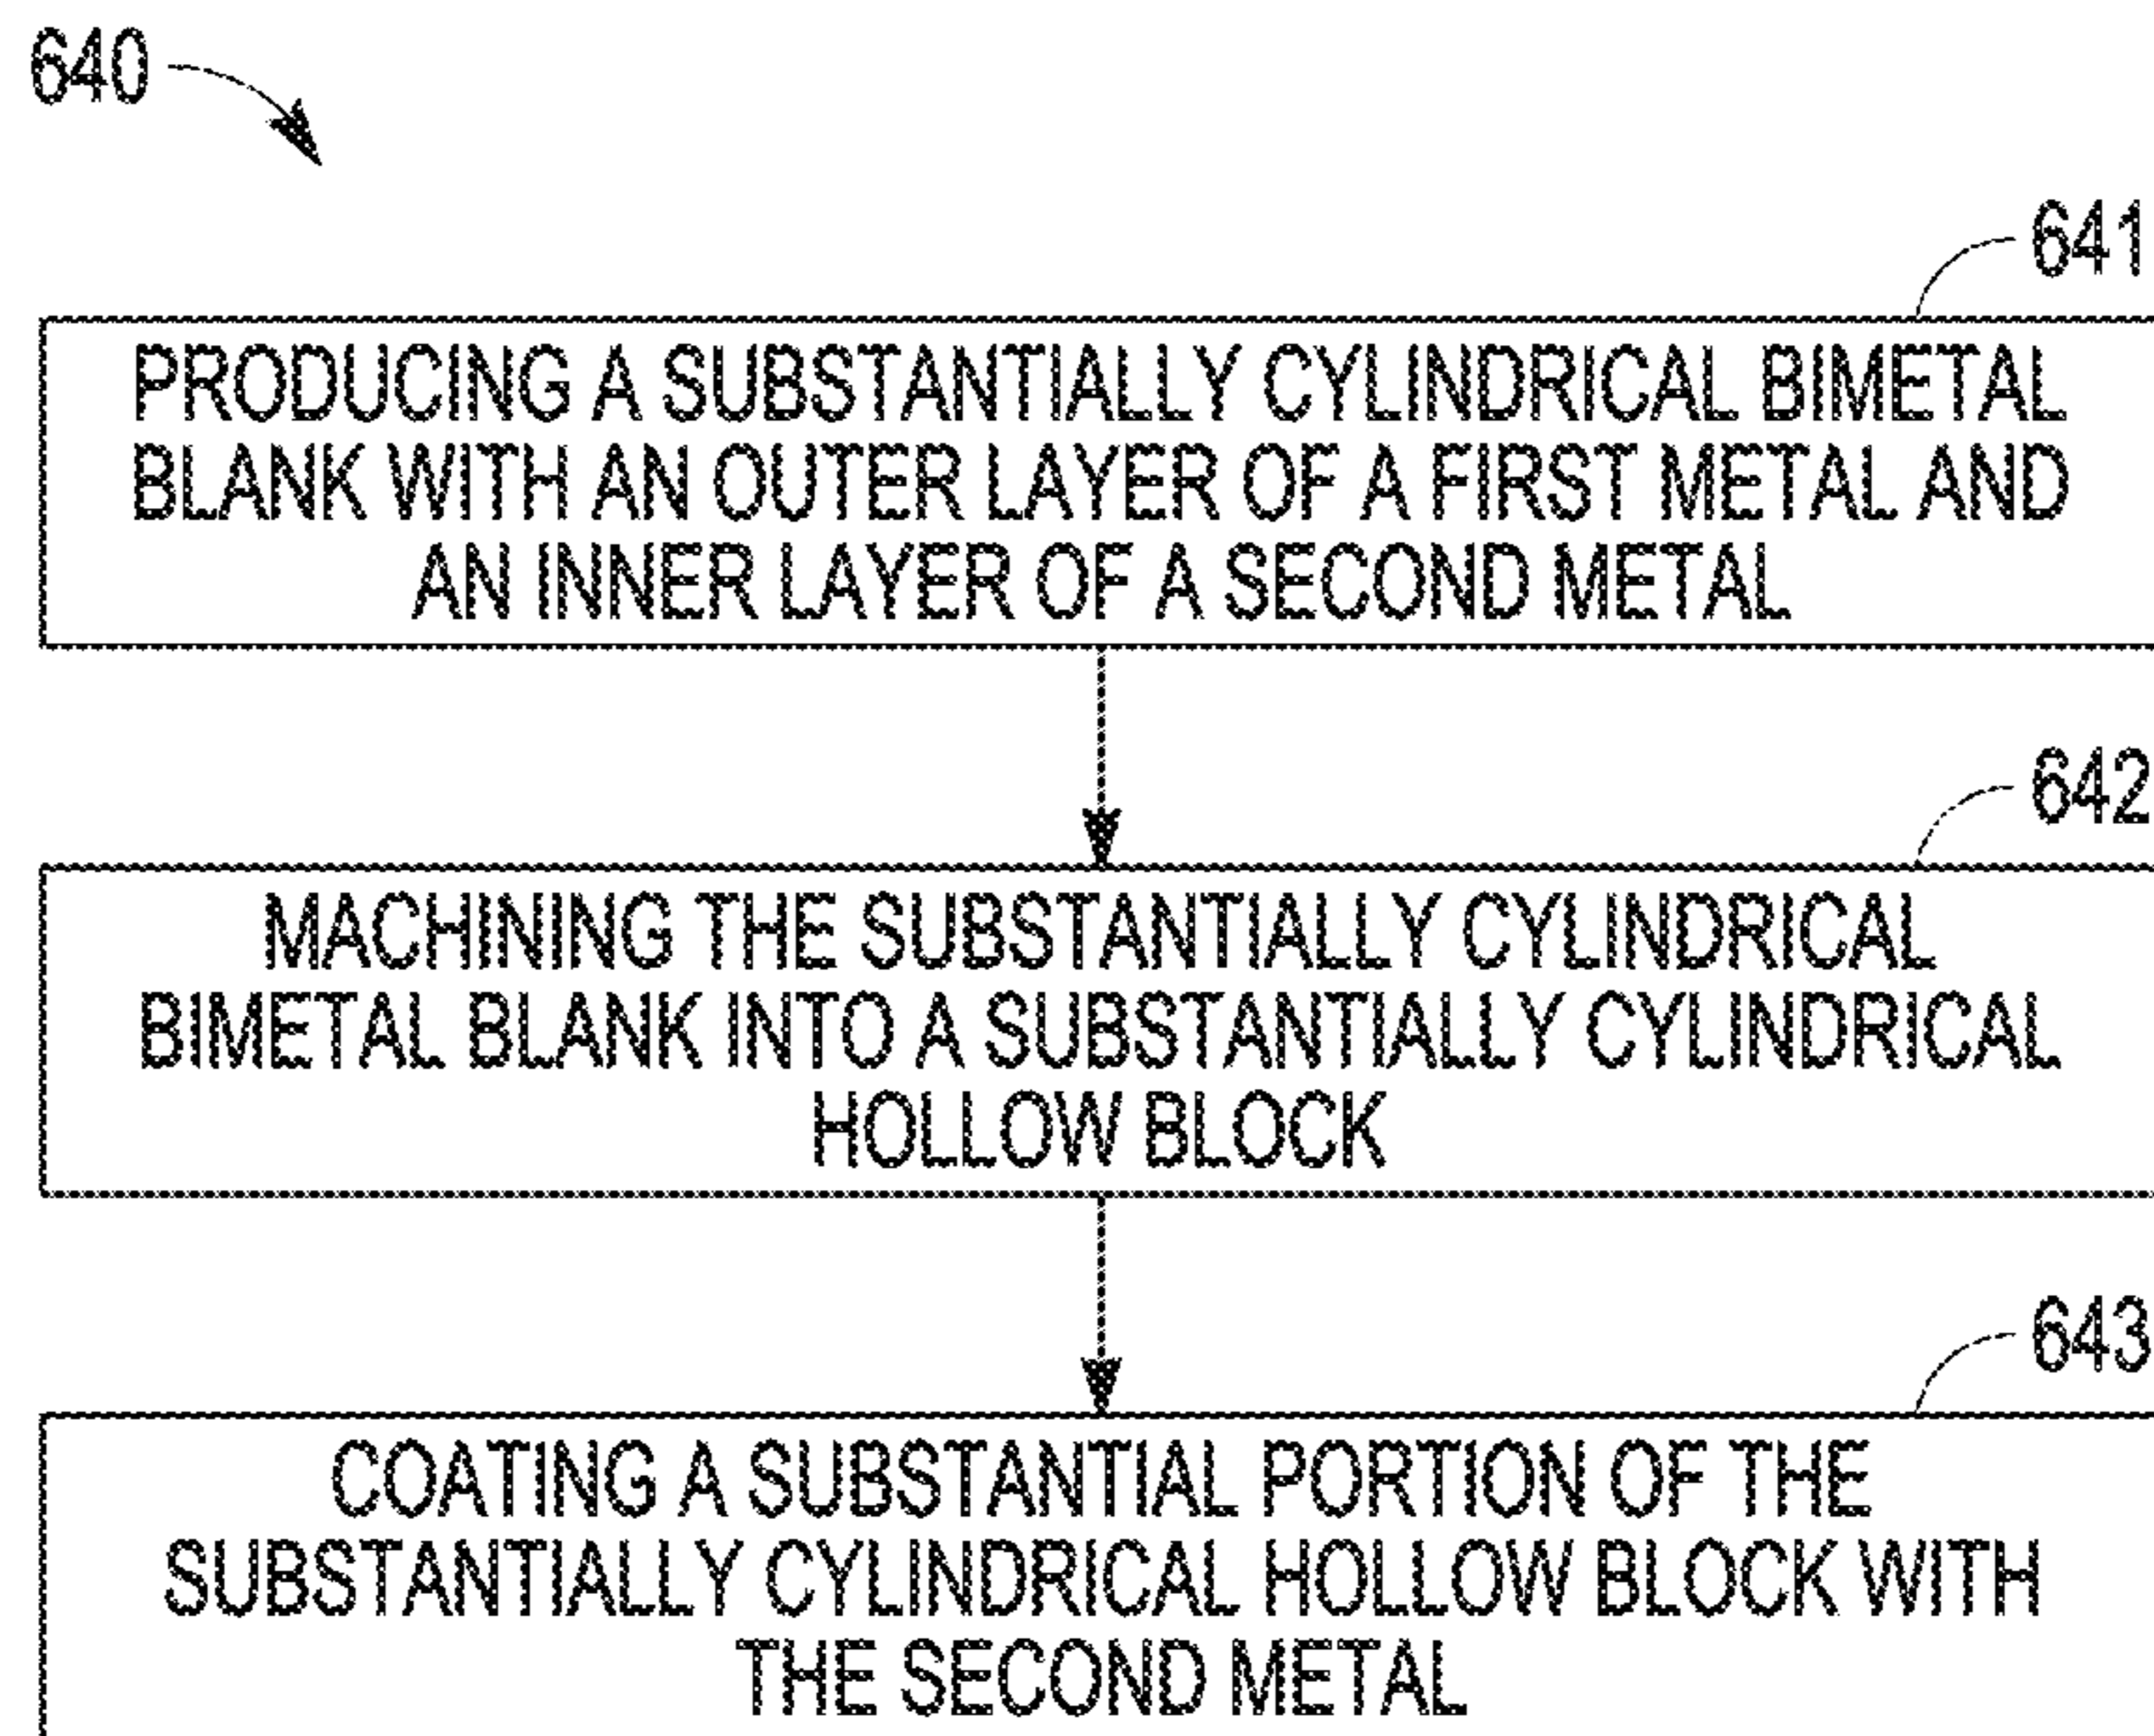 640
641
PRODUCING A SUBSTANTIALLY CYLINDRICAL BIMETAL
BLANK WITH AN OUTER LAYER OF A FIRST METAL AND
AN INNER LAYER OF A SECOND METAL
642
MACHINING THE SUBSTANTIALLY CYLINDRICAL
BIMETAL BLANK INTO A SUBSTANTIALLY CYLINDRICAL
HOLLOW BLOCK
643
COATING A SUBSTANTIAL PORTION OF THE
SUBSTANTIALLY CYLINDRICAL HOLLOW BLOCK WITH
THE SECOND METAL